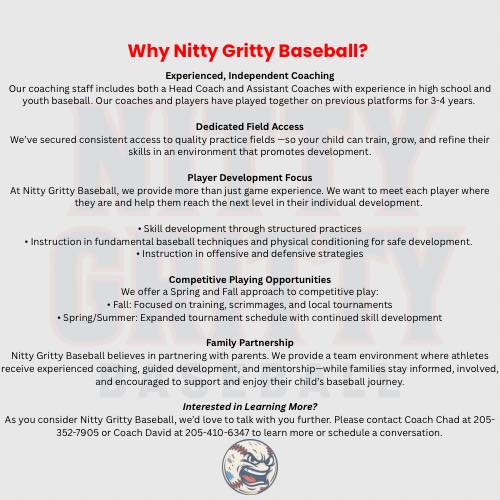 Why Nitty Gritty Baseball?
Experienced, Independent Coaching
Our coaching staff includes both a Head Coach and Assistant Coaches with experience in high school and
youth baseball. Our coaches and players have played together on previous platforms for 3-4 years.
Dedicated Field Access
We've secured consistent access to quality practice fields —so your child can train, grow, and refine their
skills in an environment that promotes development.
Player Development Focus
At Nitty Gritty Baseball, we provide more than just game experience. We want to meet each player where
they are and help them reach the next level in their individual development.
• Skill development through structured practices
• Instruction in fundamental baseball techniques and physical conditioning for safe development.
• Instruction in offensive and defensive strategies
Competitive Playing Opportunities
We offer a Spring and Fall approach to competitive play:
• Fall: Focused on training, scrimmages, and local tournaments
• Spring/Summer: Expanded tournament schedule with continued skill development
Family Partnership
Nitty Gritty Baseball believes in partnering with parents. We provide a team environment where athletes
receive experienced coaching, guided development, and mentorship—while families stay informed, involved,
and encouraged to support and enjoy their child's baseball journey.
Interested in Learning More?
As you consider Nitty Gritty Baseball, we'd love to talk with you further. Please contact Coach Chad at 205-
352-7905 or Coach David at 205-410-6347 to learn more or schedule a conversation.
NITTY
GRITTY
BASEBALL